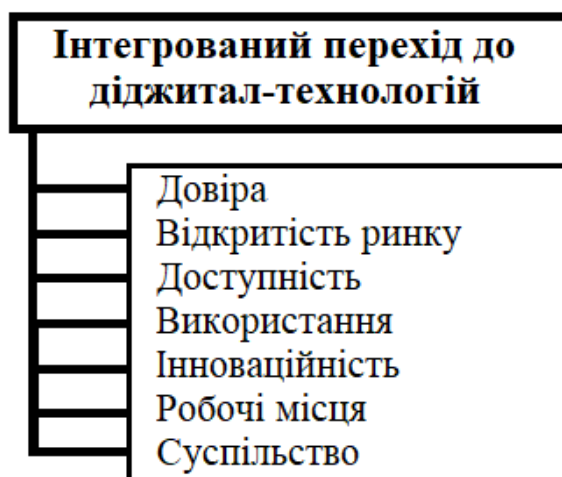 Інтегрований перехід до
діджитал-технологій
Довіра
Відкритість ринку
Доступність
Використання
Інноваційність
Робочі місця
Суспільство